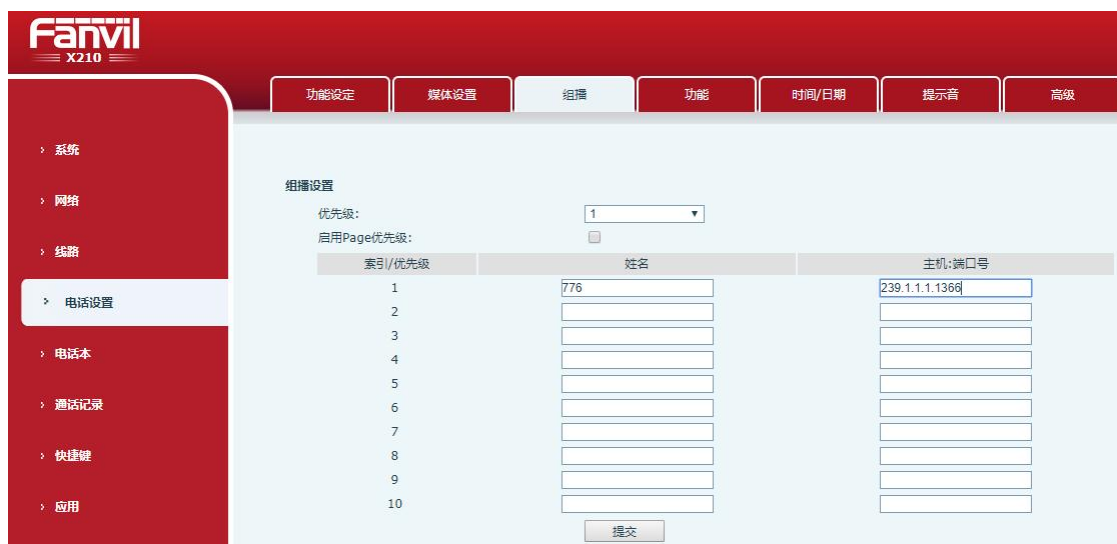 Fanvil
X210
功能设定 媒体设置 组播 功能 时间/日期 提示音 高级
系统
网络
线路
电话设置
电话本
通话记录
快捷键
应用
组播设置
优先级: 1
启用Page优先级:
索引/优先级 姓名 主机:端口号
1 776 239.1.1.1.1366
2
3
4
5
6
7
8
9
10
提交